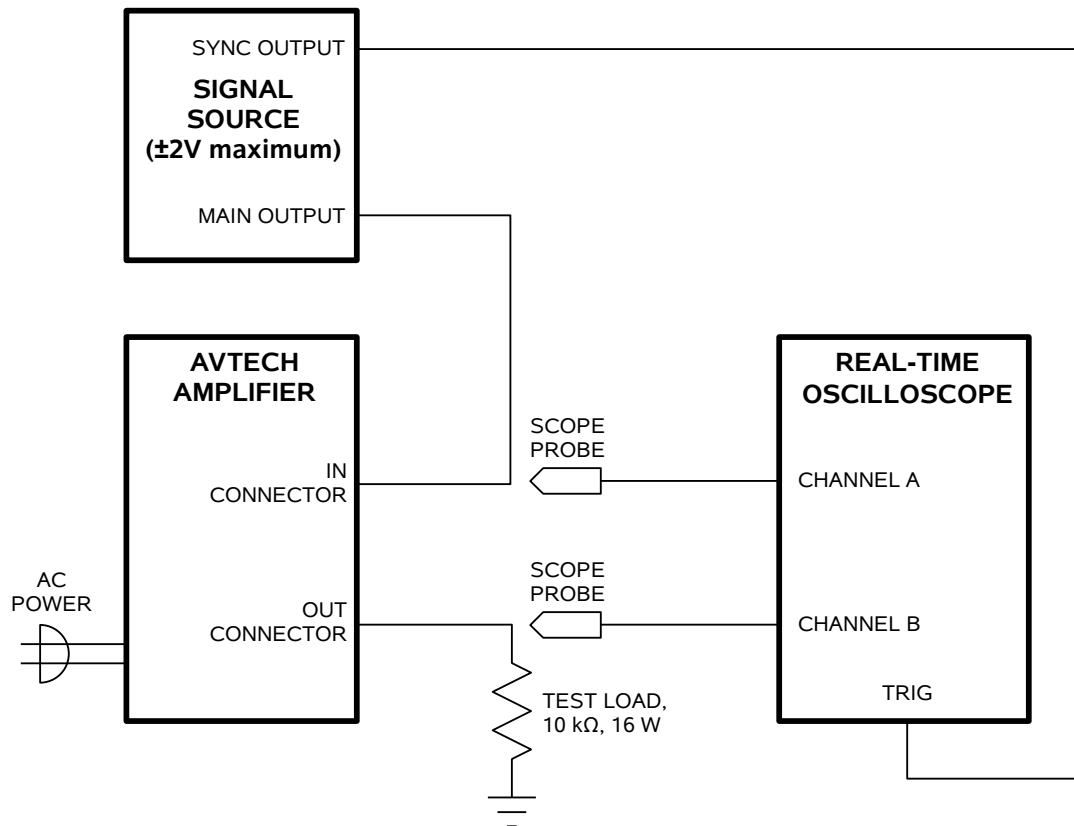 SYNC OUTPUT
SIGNAL
SOURCE
(±2V maximum)
MAIN OUTPUT
AVTECH
AMPLIFIER
IN
CONNECTOR
OUT
CONNECTOR
AC
POWER
SCOPE
PROBE
SCOPE
PROBE
TEST LOAD,
10 kΩ, 16 W
REAL-TIME
OSCILLOSCOPE
CHANNEL A
CHANNEL B
TRIG